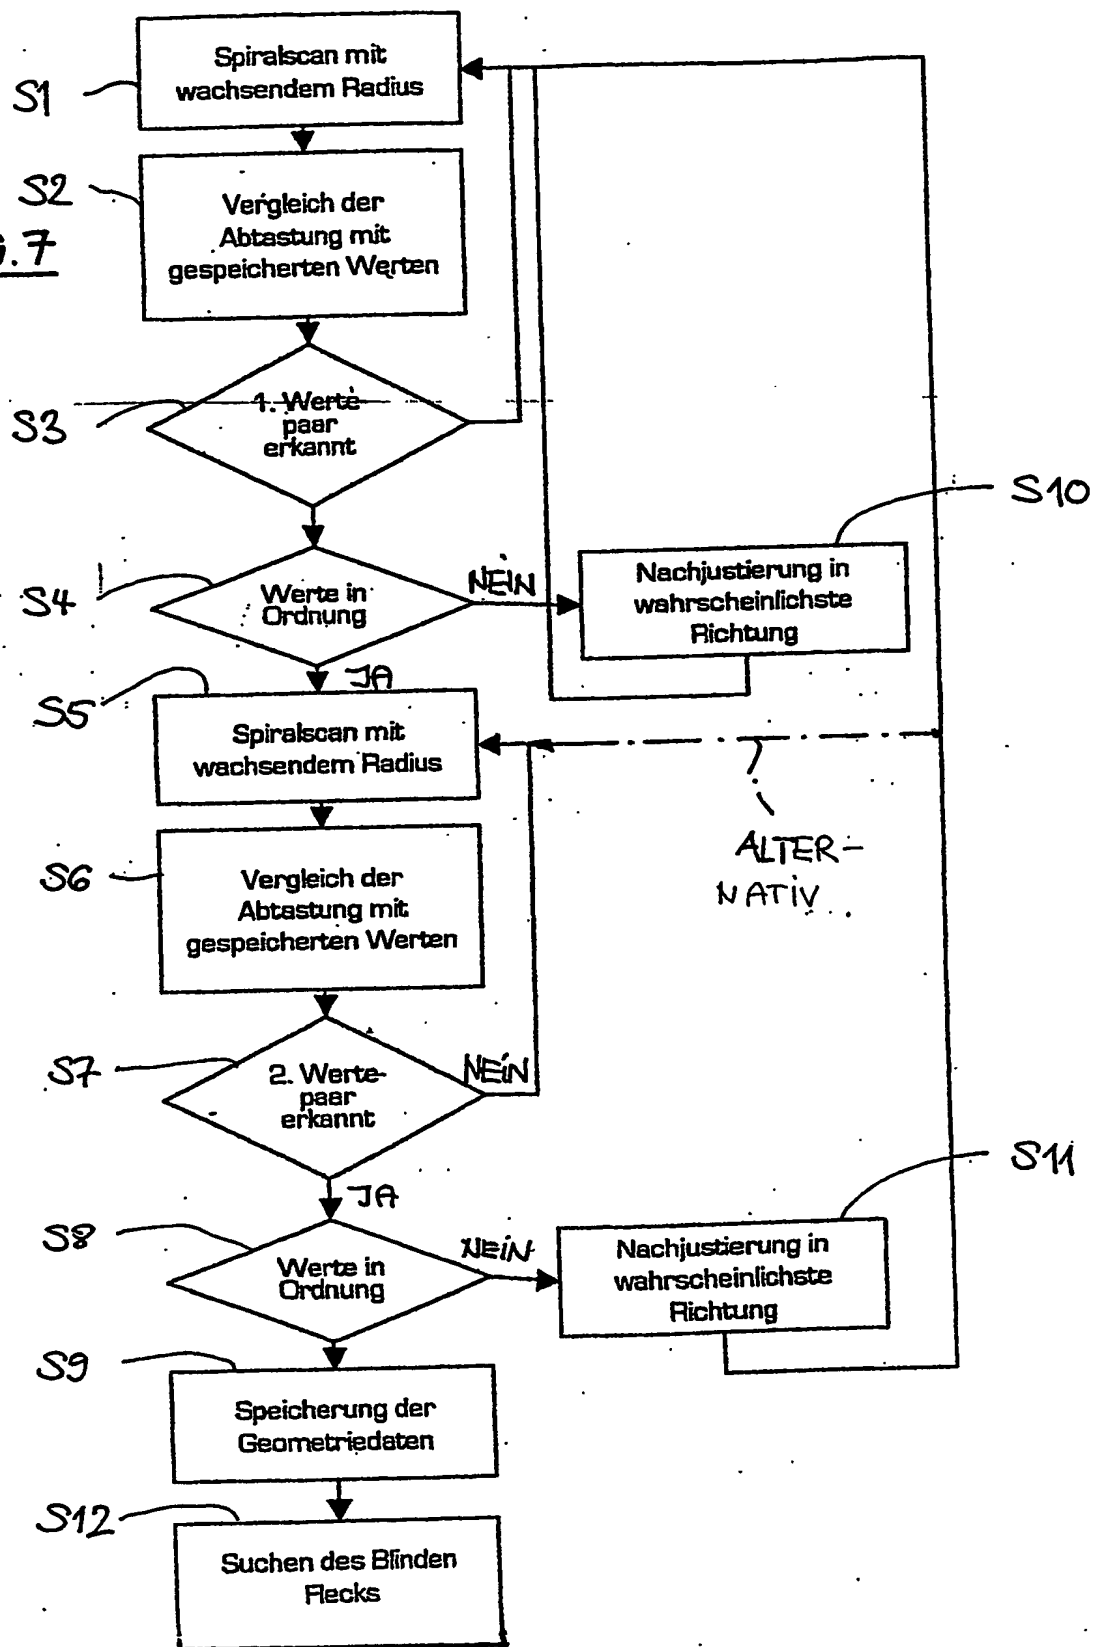 S1
Spiralscan mit
wachsendem Radius
S2
Vergleich der
Abtastung mit
gespeicherten Werten
G.7
S3
1. Werte-
paar
erkannt
S10
S4
Werte in
Ordnung
NEIN
Nachjustierung in
wahrscheinlichste
Richtung
JA
S5
Spiralscan mit
wachsendem Radius
ALTER-
NATIV
S6
Vergleich der
Abtastung mit
gespeicherten Werten
S7
2. Werte-
paar
erkannt
NEIN
S11
JA
S8
Werte in
Ordnung
NEIN
Nachjustierung in
wahrscheinlichste
Richtung
S9
Speicherung der
Geometriedaten
S12
Suchen des Blinden
Flecks